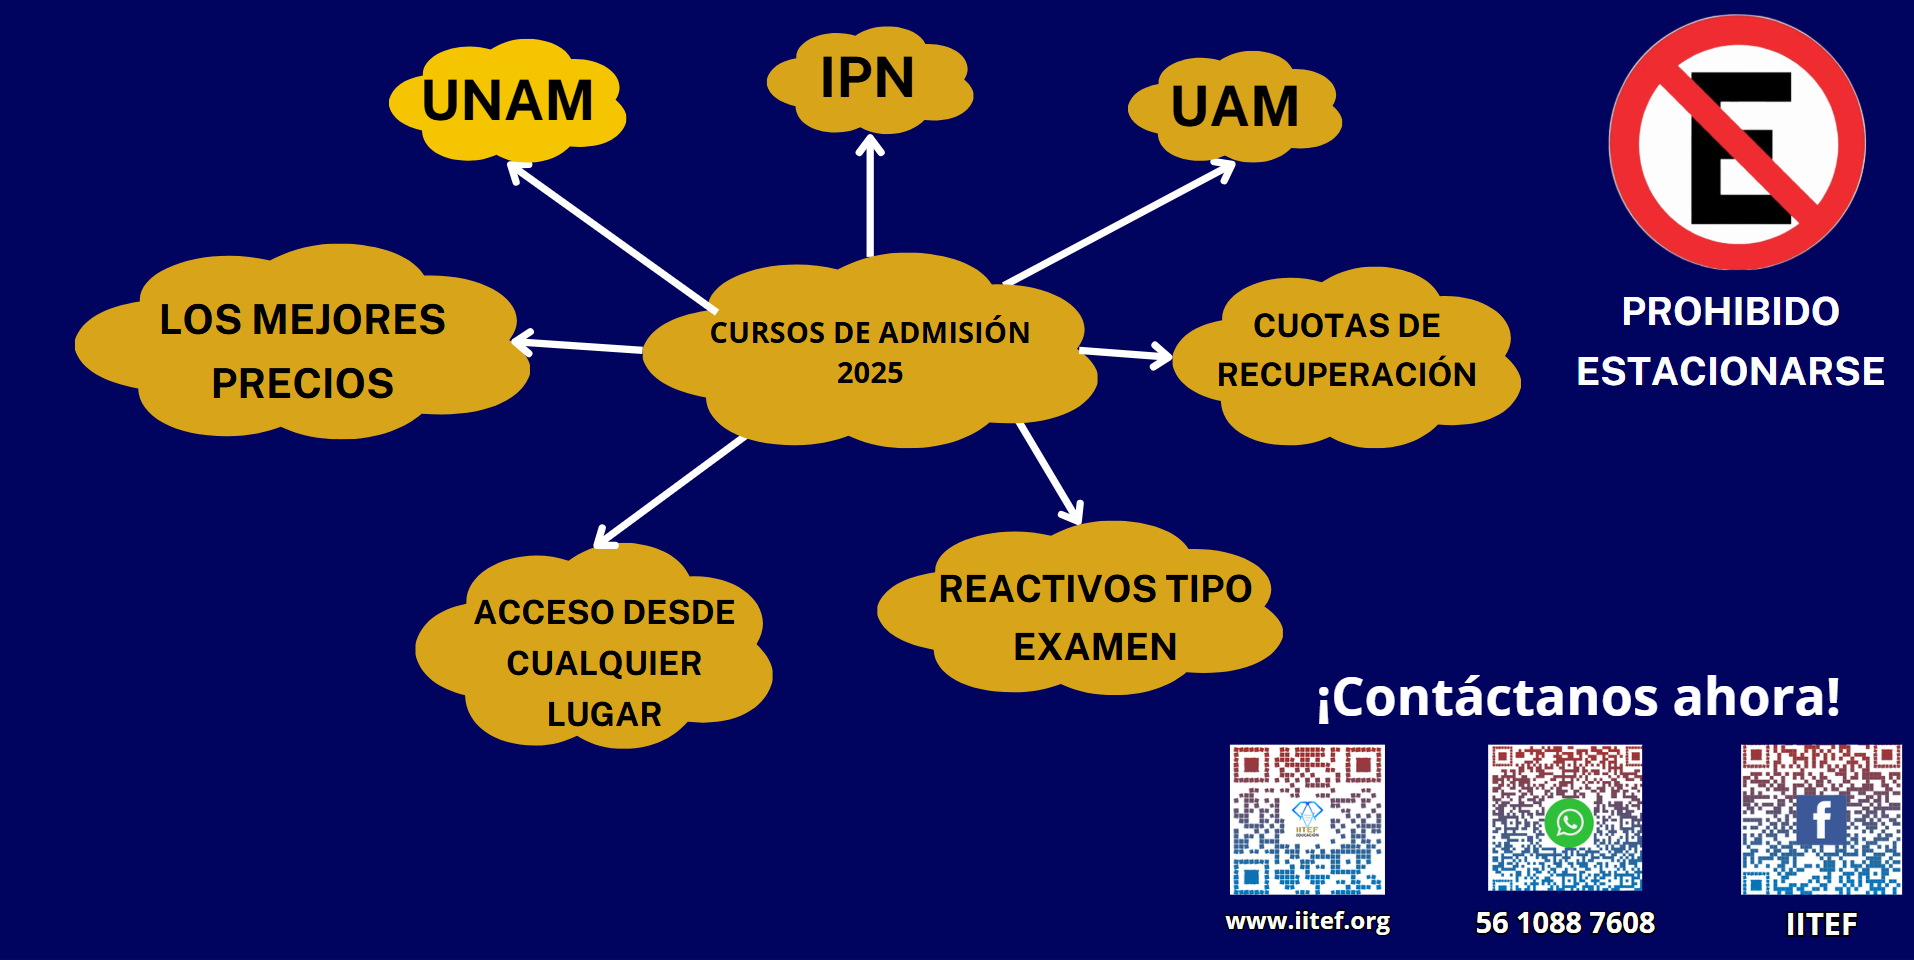 UNAM
IPN
UAM
E
PROHIBIDO
ESTACIONARSE
LOS MEJORES
PRECIOS
CURSOS DE ADMISIÓN
2025
CUOTAS DE
RECUPERACIÓN
ACCESO DESDE
CUALQUIER
LUGAR
REACTIVOS TIPO
EXAMEN
¡Contáctanos ahora!
IITEF
EDUCACIÓN
f
www.iitef.org
56 1088 7608
IITEF